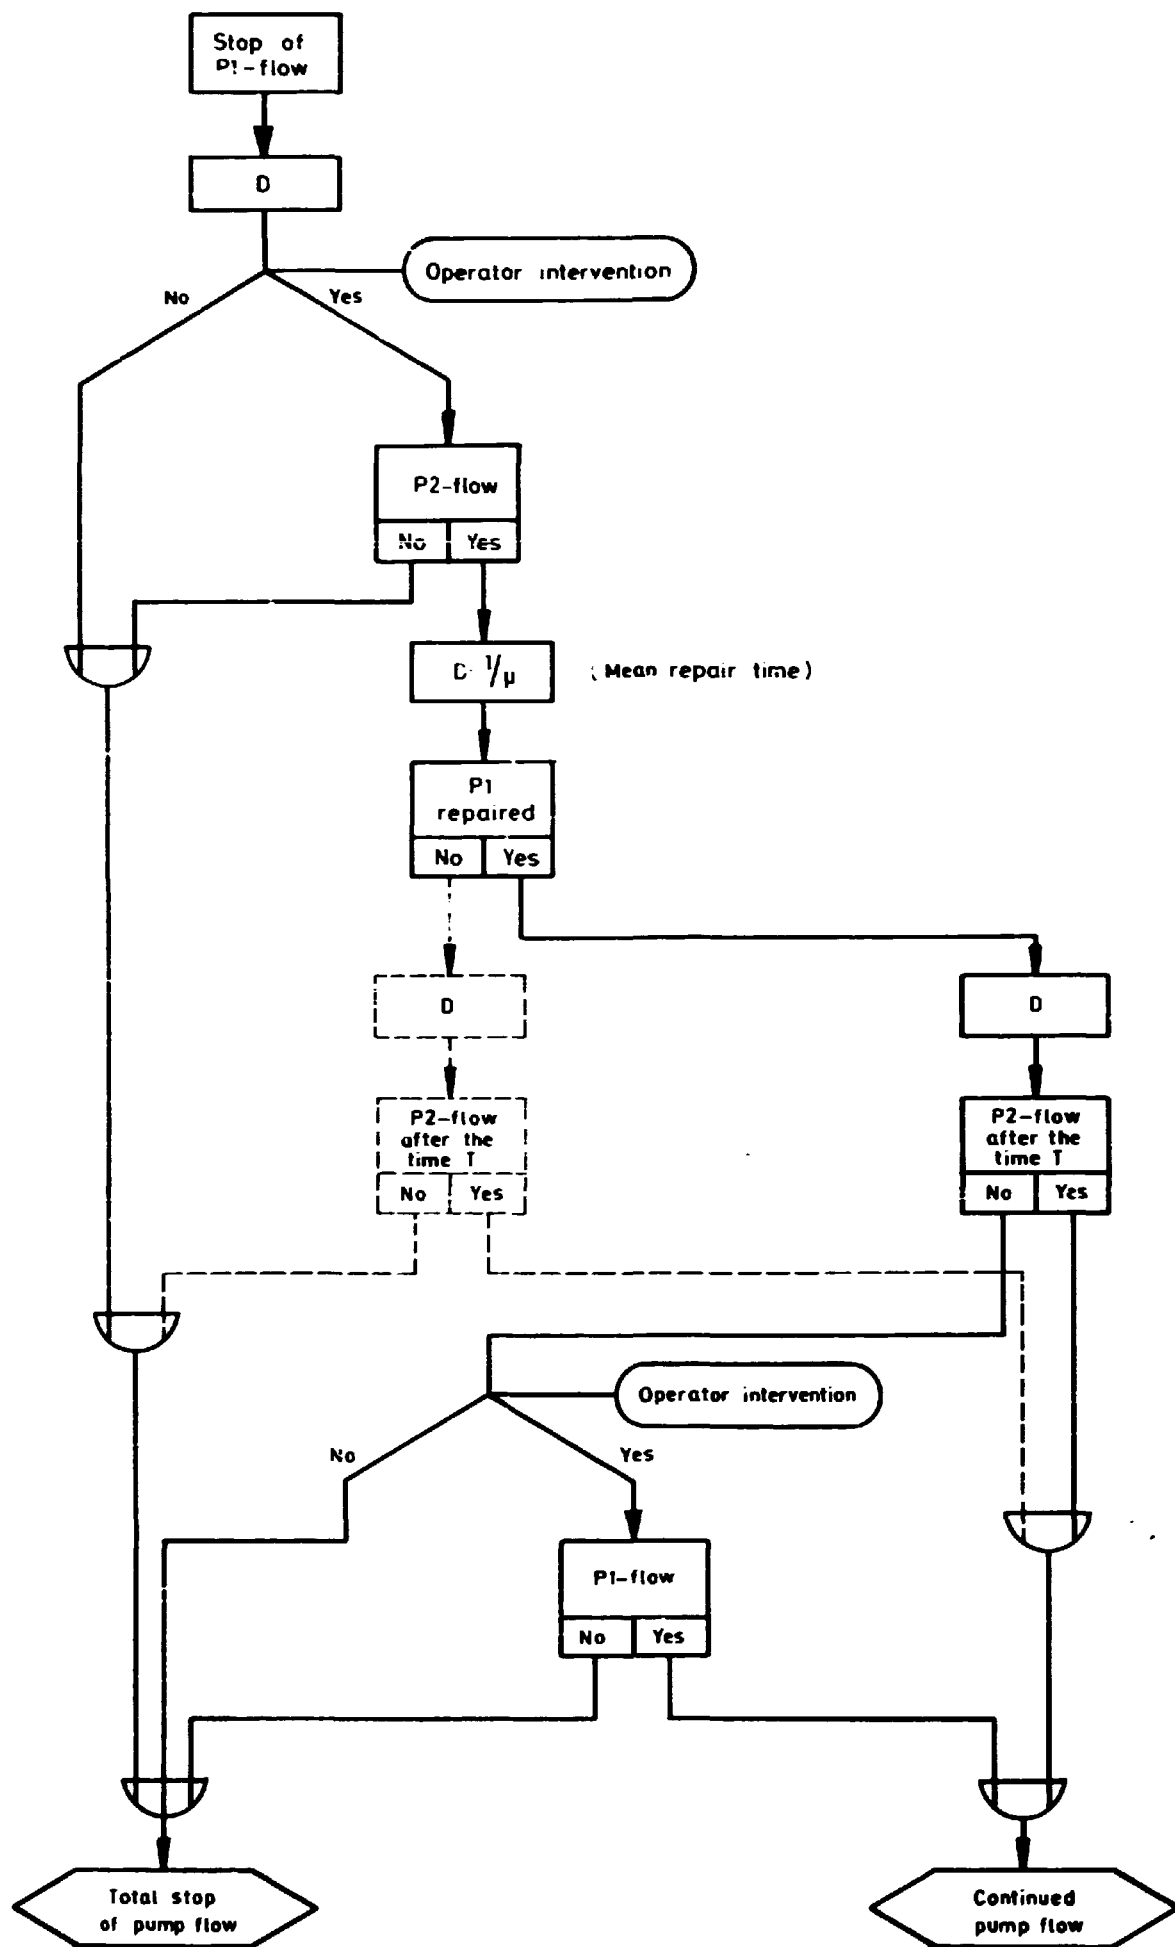 Stop of
P1-flow
D
Operator intervention
No
Yes
P2-flow
No Yes
D 1/μ
(Mean repair time)
P1
repaired
No Yes
D
D
P2-flow
after the
time T
No Yes
P2-flow
after the
time T
No Yes
Operator intervention
No
Yes
P1-flow
No Yes
Total stop
of pump flow
Continued
pump flow